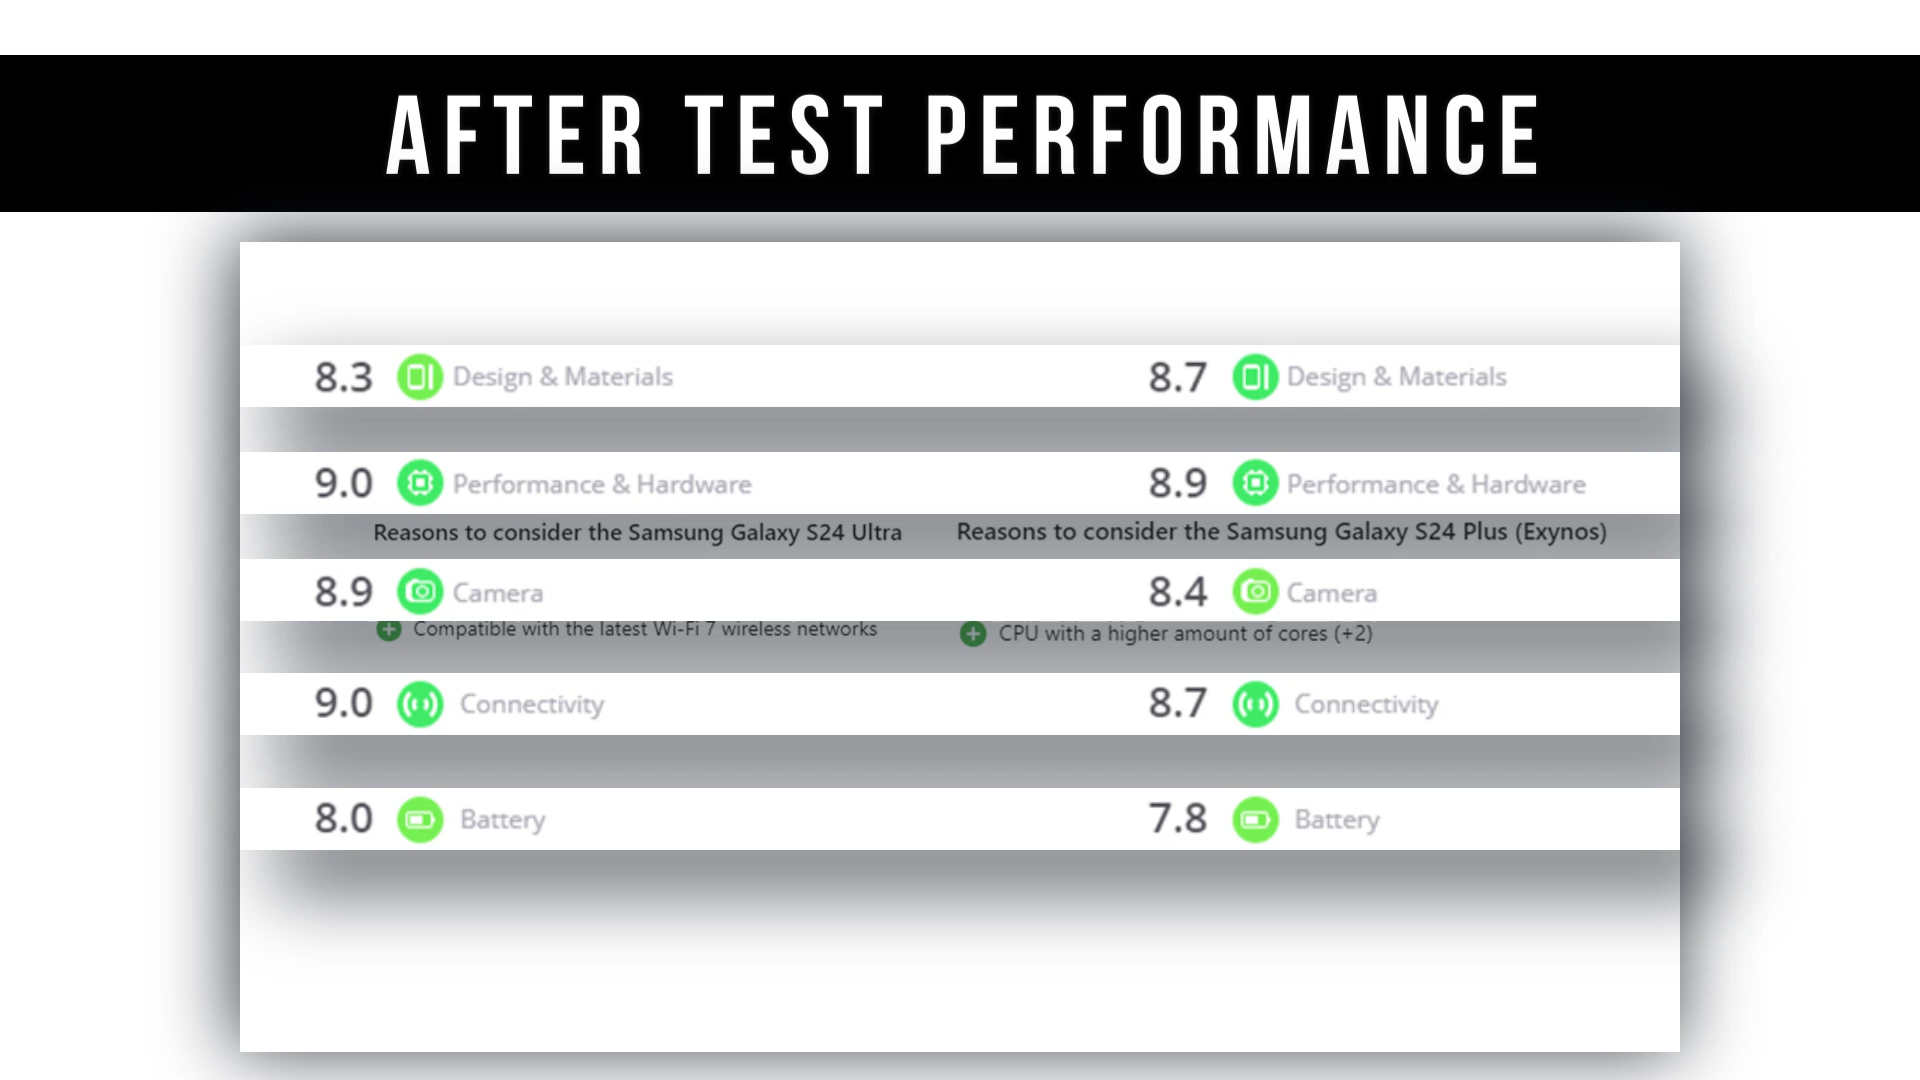 AFTER TEST PERFORMANCE
8.3 Design & Materials 8.7 Design & Materials
9.0 Performance & Hardware 8.9 Performance & Hardware
Reasons to consider the Samsung Galaxy S24 Ultra Reasons to consider the Samsung Galaxy S24 Plus (Exynos)
8.9 Camera 8.4 Camera
Compatible with the latest Wi-Fi 7 wireless networks CPU with a higher amount of cores (+2)
9.0 Connectivity 8.7 Connectivity
8.0 Battery 7.8 Battery